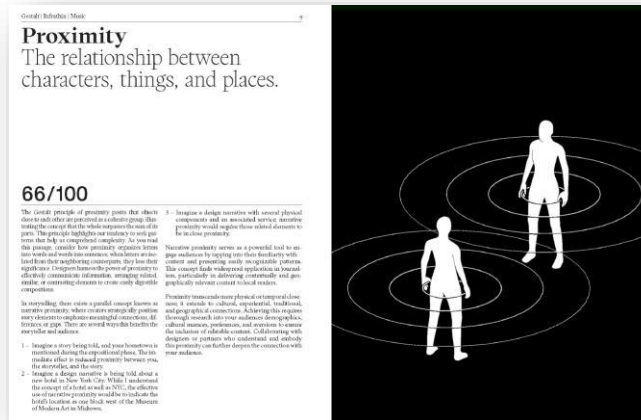 Gestalt | Infrathin | Music
Proximity
The relationship between
characters, things, and places.
66/100
The Gestalt principle of proximity posits that objects
close to each other are perceived as a cohesive group, illus-
trating the concept that the whole surpasses the sum of its
parts. This principle highlights our tendency to seek pat-
terns that help us comprehend complexity. As you read
this passage, consider how proximity organizes letters
into words and words into sentences; when letters are iso-
lated from their neighboring counterparts, they lose their
significance. Designers harness the power of proximity to
effectively communicate information, arranging related,
similar, or contrasting elements to create easily digestible
compositions.
In storytelling, there exists a parallel concept known as
narrative proximity, where creators strategically position
story elements to emphasize meaningful connections, dif-
ferences, or gaps. There are several ways this benefits the
storyteller and audience.
1 – Imagine a story being told, and your hometown is
mentioned during the expositional phase. The im-
mediate effect is reduced proximity between you,
the storyteller, and the story.
2 – Imagine a design narrative is being told about a
new hotel in New York City. While I understand
the concept of a hotel as well as NYC, the effective
use of narrative proximity would be to indicate the
hotel's location as one block west of the Museum
of Modern Art in Midtown.
3 – Imagine a design narrative with several physical
components and an associated service; narrative
proximity would require those related elements to
be in close proximity.
Narrative proximity serves as a powerful tool to en-
gage audiences by tapping into their familiarity with
content and presenting easily recognizable patterns.
This concept finds widespread application in journal-
ism, particularly in delivering contextually and geo-
graphically relevant content to local readers.
Proximity transcends mere physical or temporal close-
ness; it extends to cultural, experiential, traditional,
and geographical connections. Achieving this requires
thorough research into your audience's demographics,
cultural nuances, preferences, and aversions to ensure
the inclusion of relatable content. Collaborating with
designers or partners who understand and embody
this proximity can further deepen the connection with
your audience.